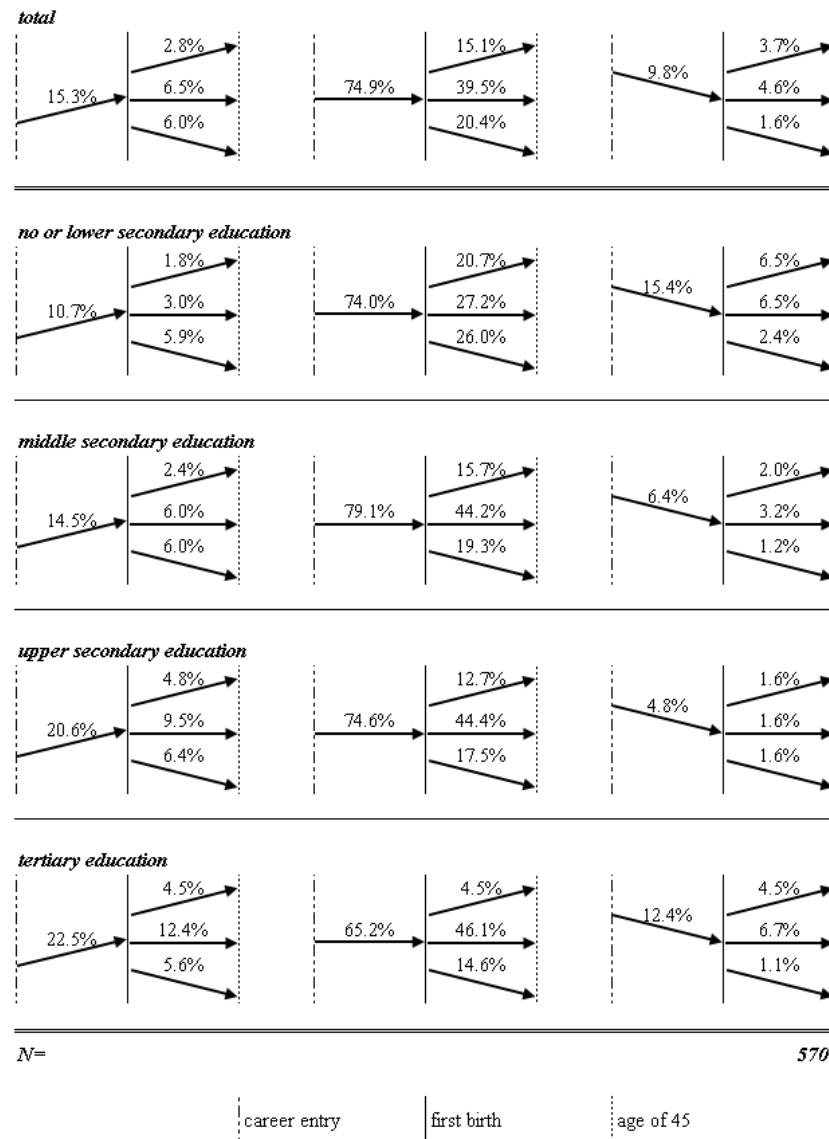 total
2.8% 15.1% 3.7%
15.3% 6.5% 74.9% 39.5% 9.8% 4.6%
6.0% 20.4% 1.6%
no or lower secondary education
1.8% 20.7% 6.5%
10.7% 3.0% 74.0% 27.2% 15.4% 6.5%
5.9% 26.0% 2.4%
middle secondary education
2.4% 15.7% 2.0%
14.5% 6.0% 79.1% 44.2% 6.4% 3.2%
6.0% 19.3% 1.2%
upper secondary education
4.8% 12.7% 1.6%
20.6% 9.5% 74.6% 44.4% 4.8% 1.6%
6.4% 17.5% 1.6%
tertiary education
4.5% 4.5% 4.5%
22.5% 12.4% 65.2% 46.1% 12.4% 6.7%
5.6% 14.6% 1.1%
N= 570
career entry first birth age of 45